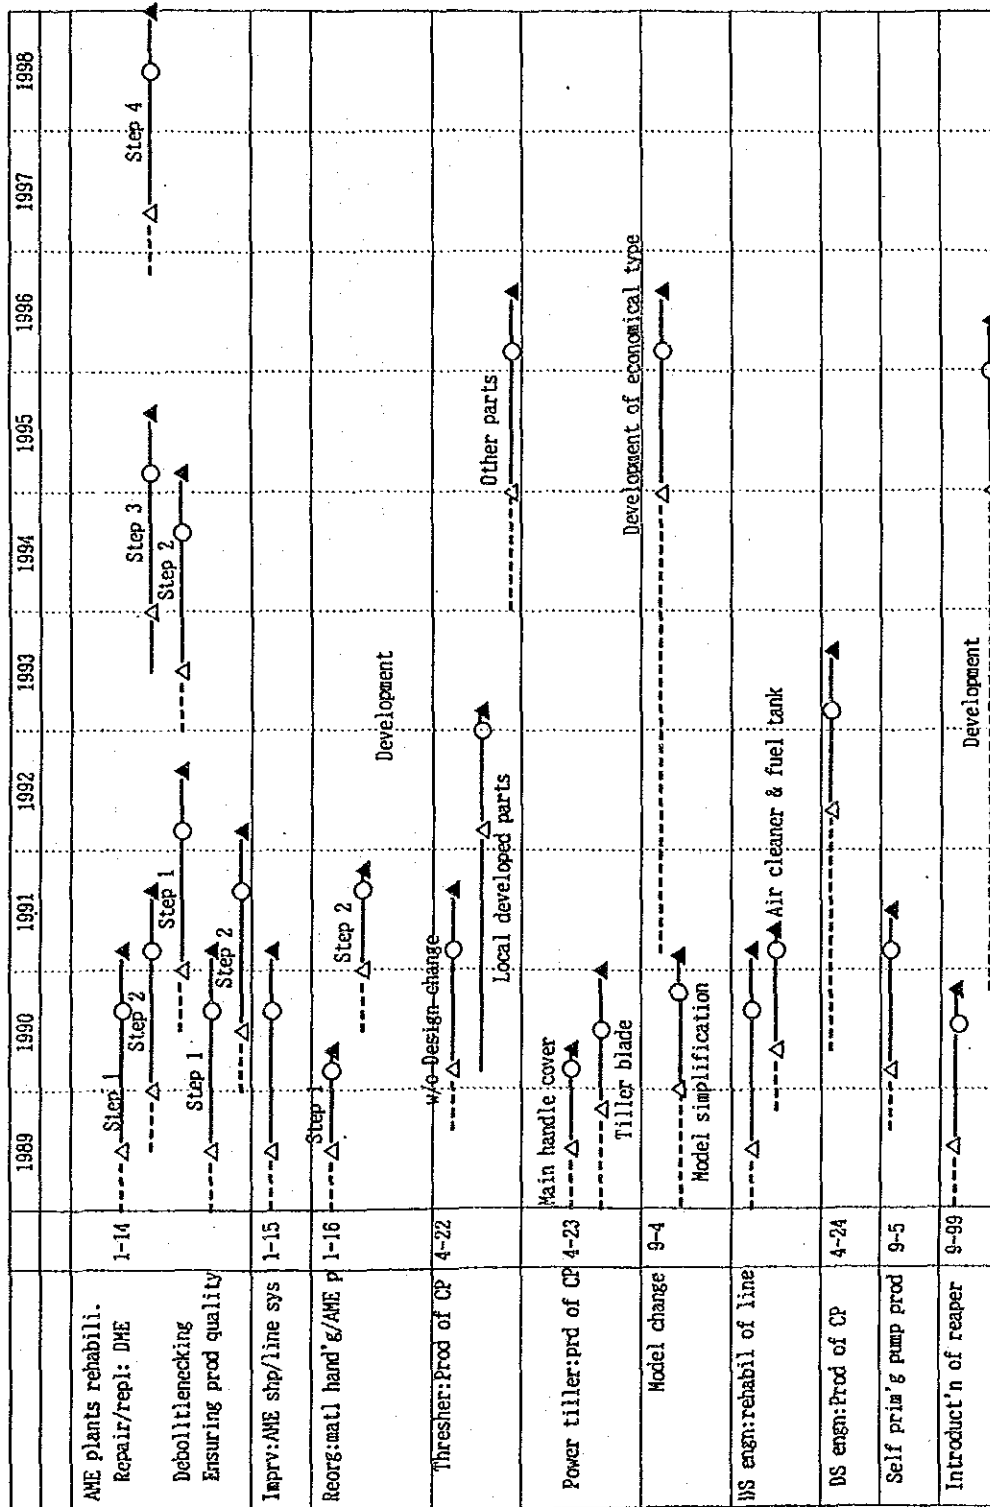 1989 1990 1991 1992 1993 1994 1995 1996 1997 1998
AME plants rehabili.
Repair/repl: DME 1-14 Step 1
Step 2 Step 3 Step 4
Debolltlenecking Step 1 Step 2
Ensuring prod quality Step 1
Step 2
Imprv:AME shp/line sys 1-15
Reorg:matl hand'g/AME p 1-16 Step 1
Step 2
Development
Thresher:Prod of CP 4-22 w/o Design change
Local developed parts
Other parts
Power tiller:prd of CP 4-23 Main handle cover
Tiller blade
Model change 9-4 Development of economical type
Model simplification
DS engn:rehabil of line
Air cleaner & fuel tank
DS engn:Prod of CP 4-24
Self prim'g pump prod 9-5
Introduct'n of reaper 9-99
Development